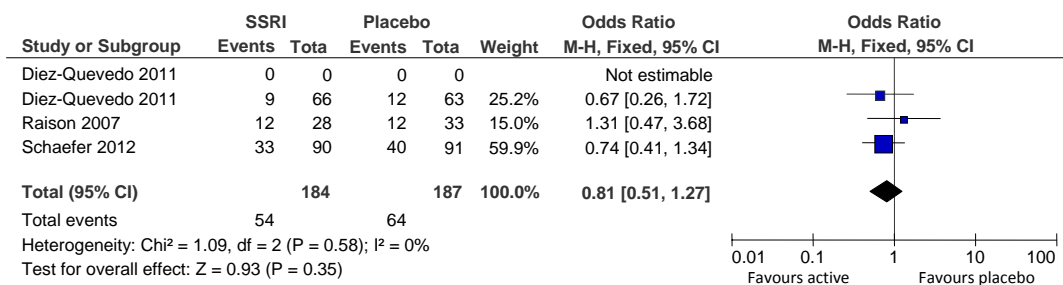 SSRI Placebo Odds Ratio Odds Ratio
Study or Subgroup Events Tota Events Tota Weight M-H, Fixed, 95% CI M-H, Fixed, 95% CI
Diez-Quevedo 2011 0 0 0 0 Not estimable
Diez-Quevedo 2011 9 66 12 63 25.2% 0.67 [0.26, 1.72]
Raison 2007 12 28 12 33 15.0% 1.31 [0.47, 3.68]
Schaefer 2012 33 90 40 91 59.9% 0.74 [0.41, 1.34]
Total (95% CI) 184 187 100.0% 0.81 [0.51, 1.27]
Total events 54 64
Heterogeneity: Chi² = 1.09, df = 2 (P = 0.58); I² = 0%
Test for overall effect: Z = 0.93 (P = 0.35)
0.01 0.1 1 10 100
Favours active Favours placebo